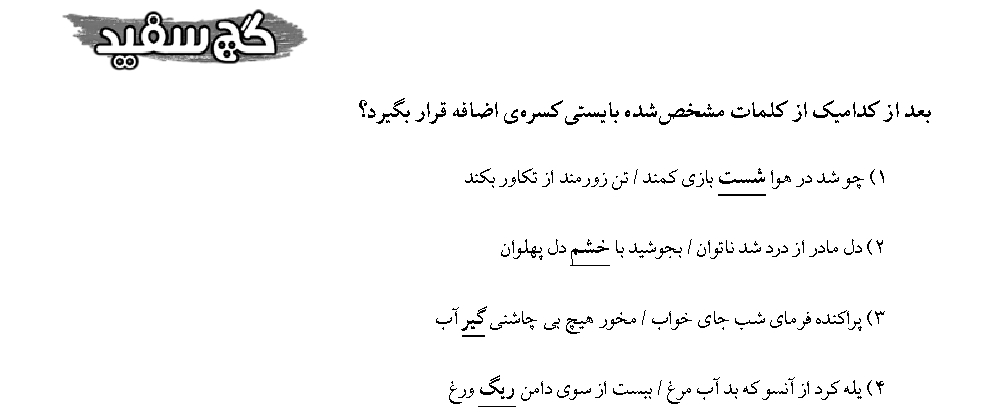 گچ سفید
بعد از کدامیک از کلمات مشخص‌شده بایستی کسره‌ی اضافه قرار بگیرد؟
۱) چو شد در هوا شست بازی کمند / تن زورمند از تکاور بکند
۲) دل مادر از درد شد ناتوان / بجوشید با خشم دل پهلوان
۳) پراکنده فرمای شب جای خواب / مخور هیچ بی چاشنی گیر آب
۴) یله کرد از آنسو که بد آب مرغ / ببست از سوی دامن ریگ ورغ